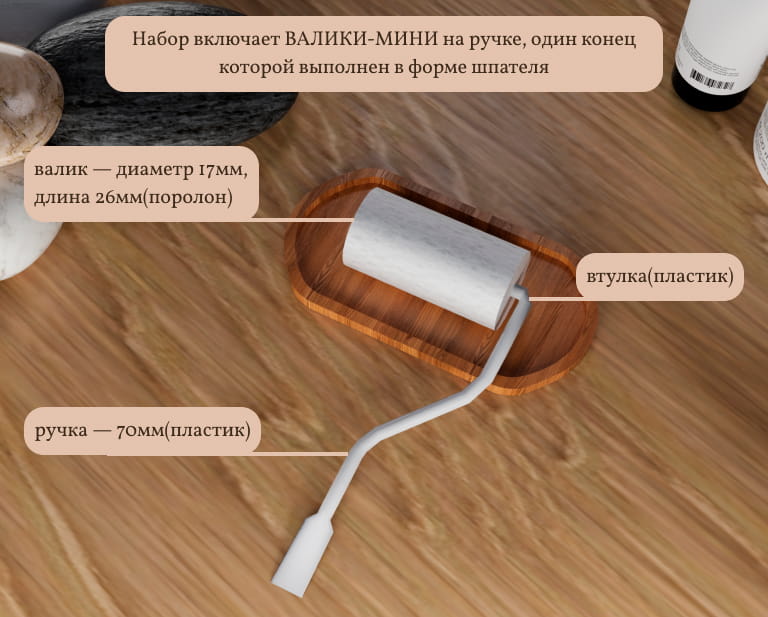 Набор включает ВАЛИКИ-МИНИ на ручке, один конец
которой выполнен в форме шпателя
валик — диаметр 17мм,
длина 26мм(поролон)
втулка(пластик)
ручка — 70мм(пластик)